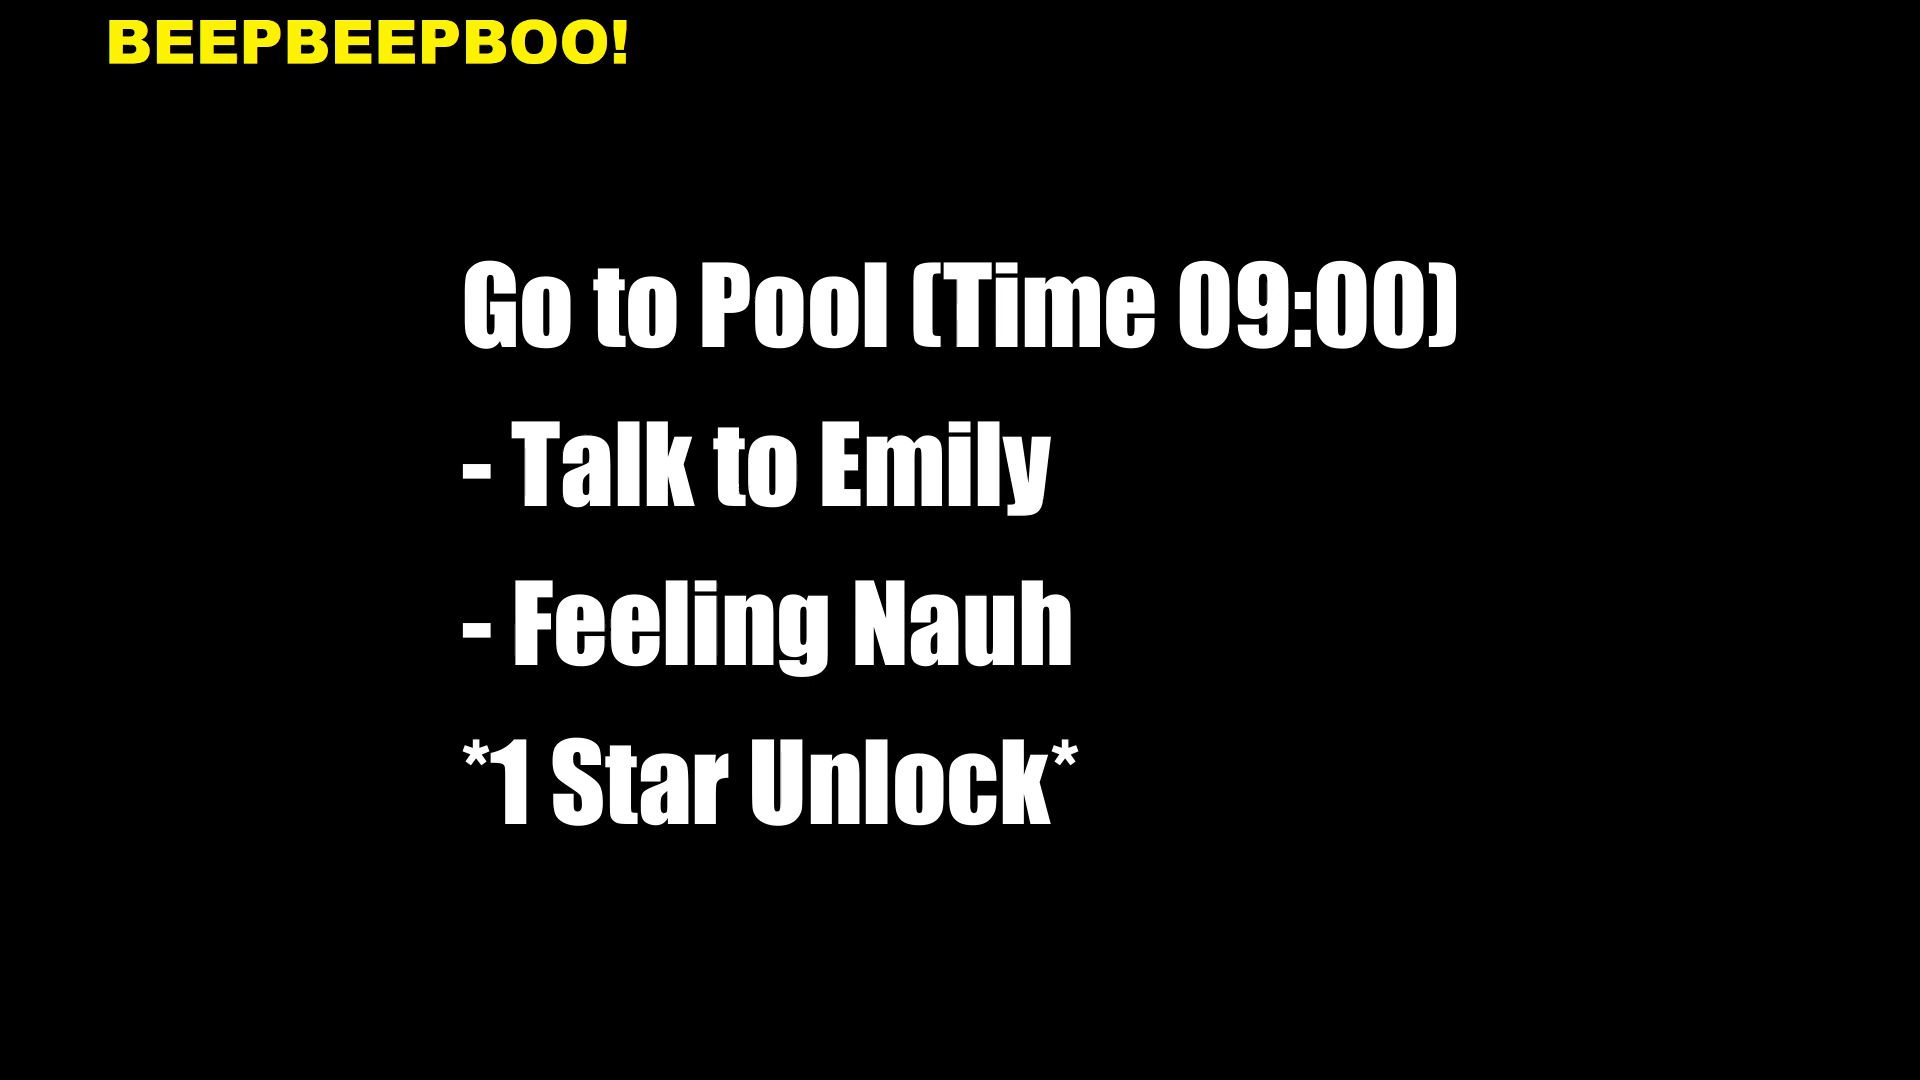 BEEPBEEPBOO!
Go to Pool (Time 09:00)
- Talk to Emily
- Feeling Nauh
*1 Star Unlock*